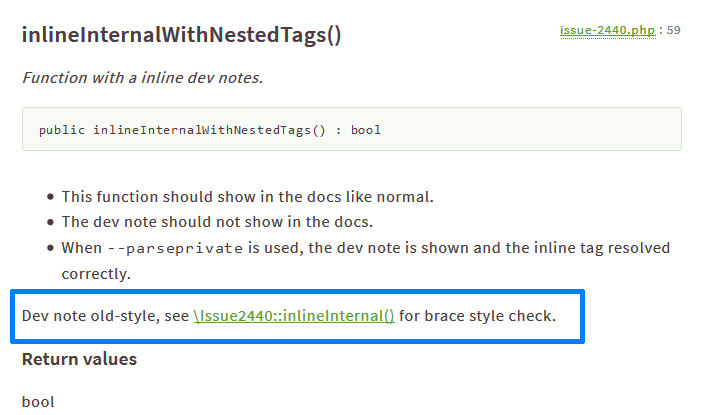 inlineInternalWithNestedTags()
issue-2440.php : 59
Function with a inline dev notes.
public inlineInternalWithNestedTags() : bool
• This function should show in the docs like normal.
• The dev note should not show in the docs.
• When --parseprivate is used, the dev note is shown and the inline tag resolved
correctly.
Dev note old-style, see \Issue2440::inlineInternal() for brace style check.
Return values
bool